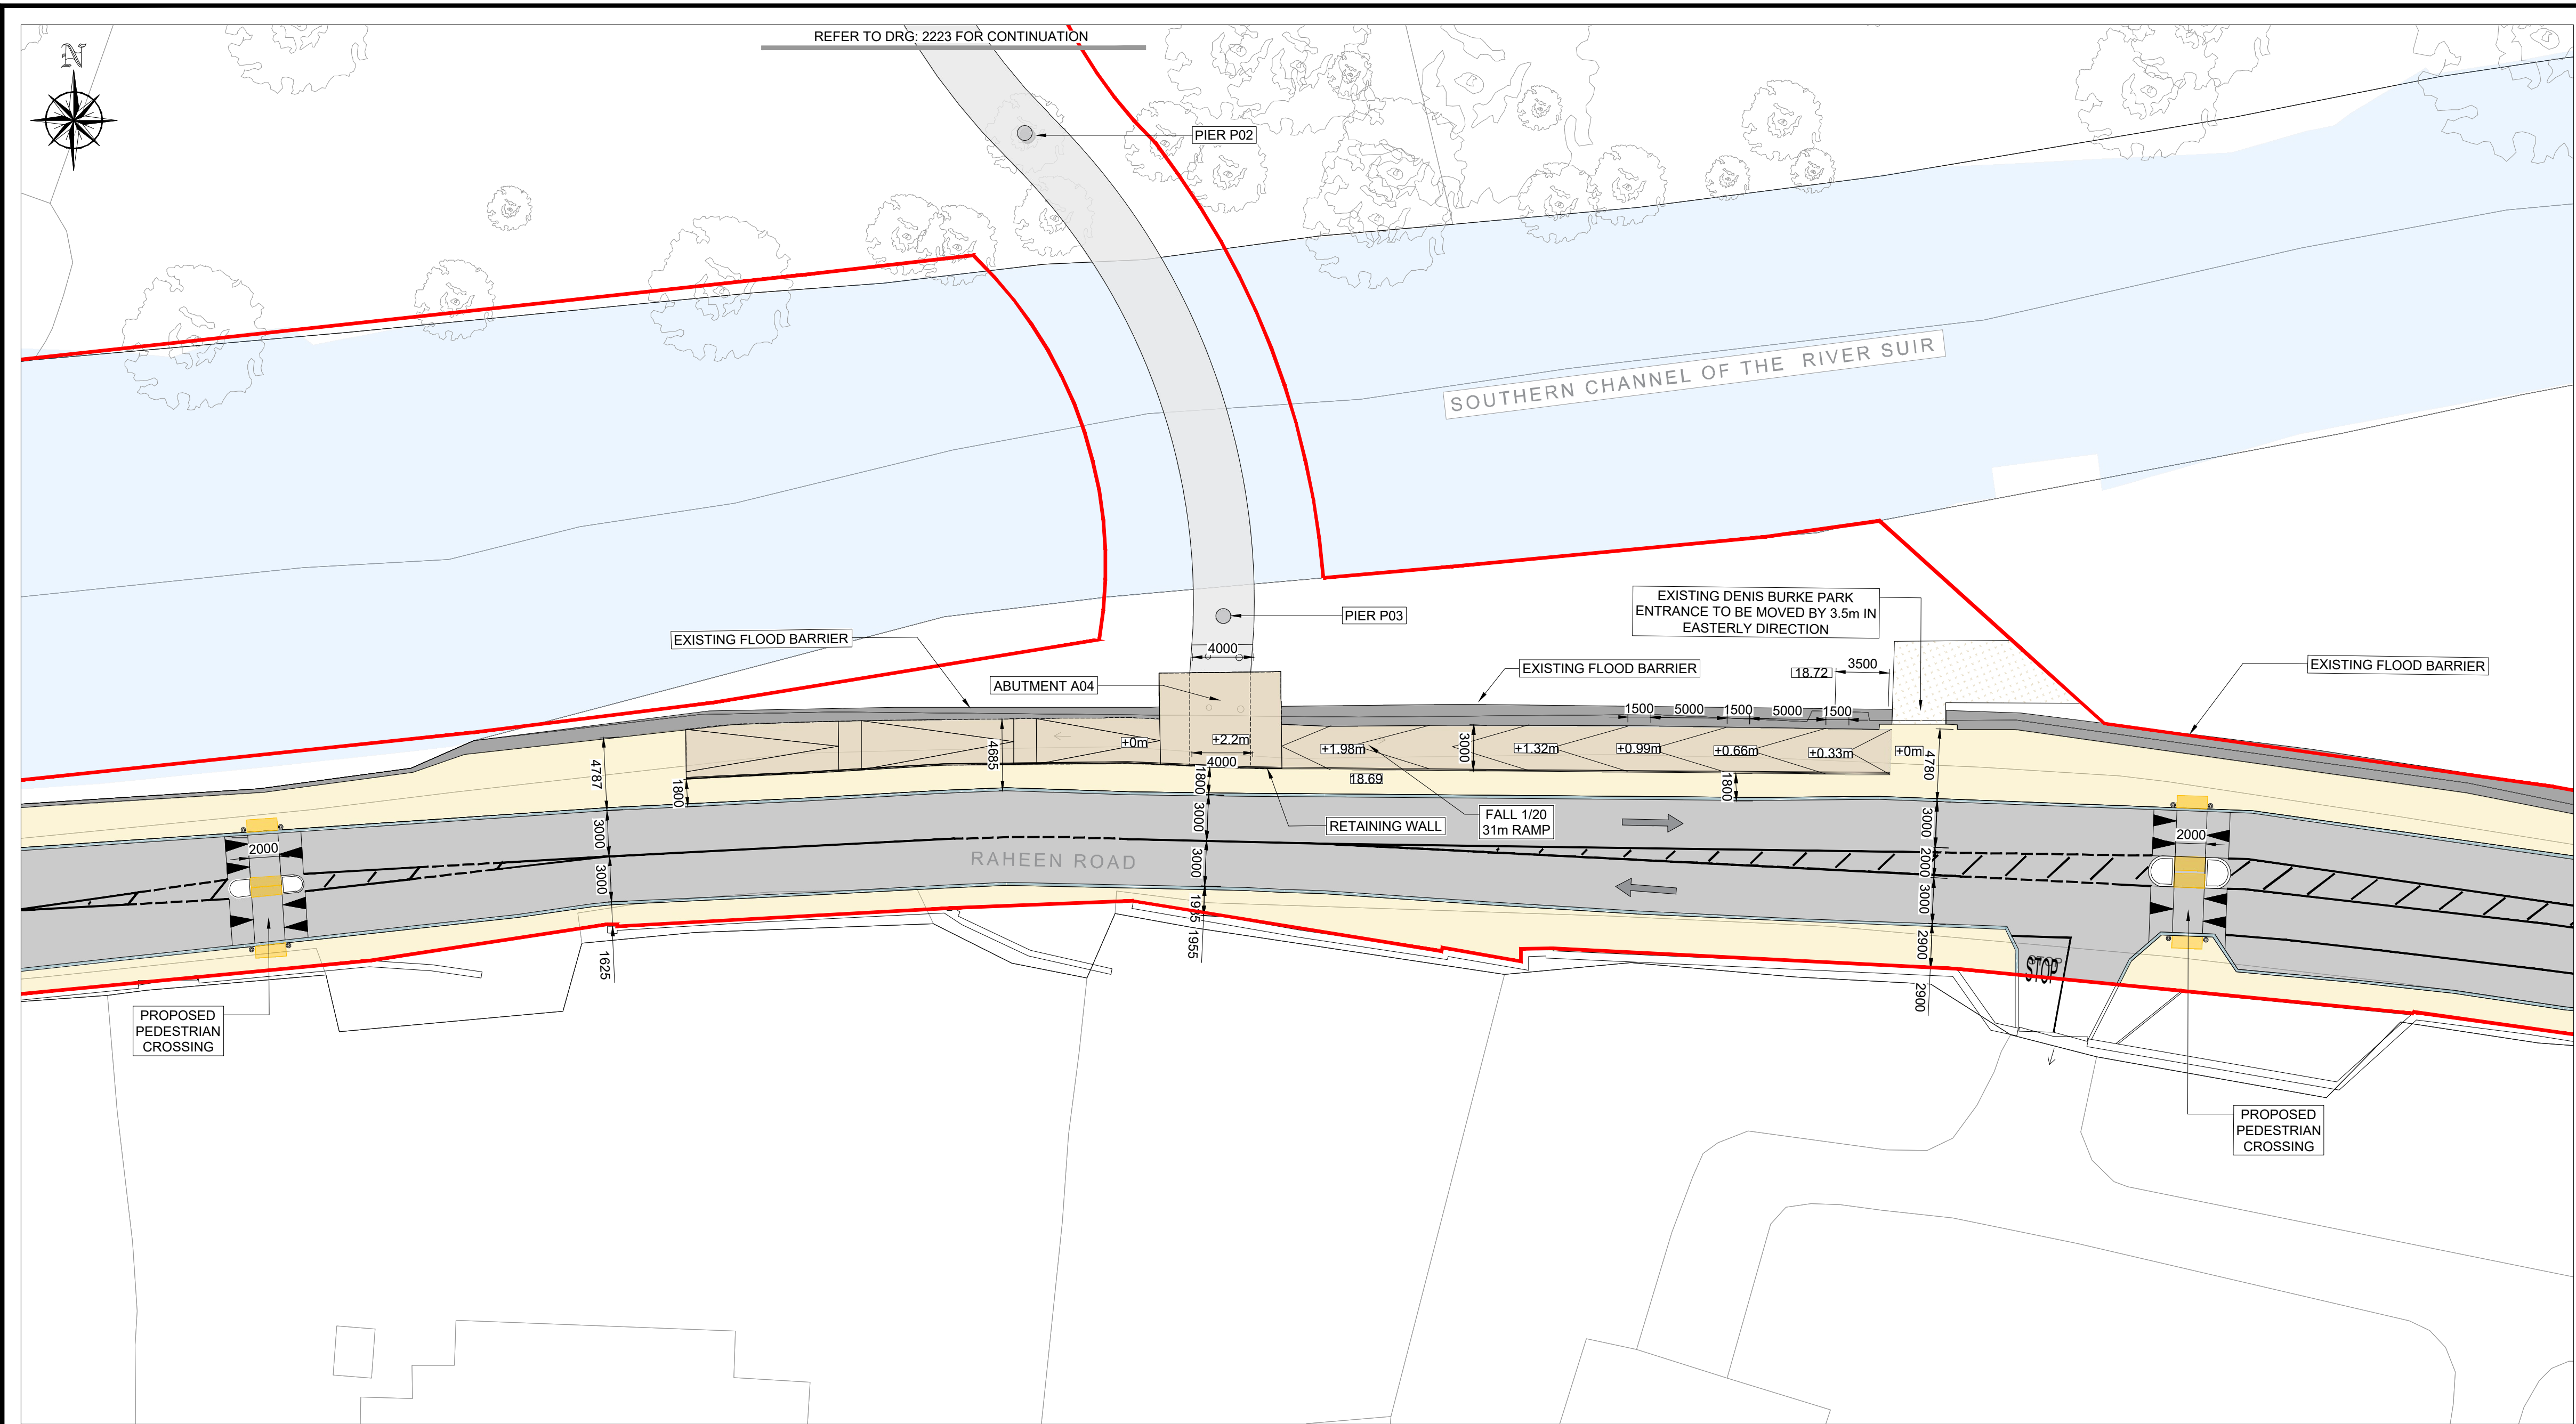 REFER TO DRG: 2223 FOR CONTINUATION
N
PIER P02
SOUTHERN CHANNEL OF THE RIVER SUIR
EXISTING DENIS BURKE PARK
ENTRANCE TO BE MOVED BY 3.5m IN
EASTERLY DIRECTION
PIER P03
EXISTING FLOOD BARRIER
4000
EXISTING FLOOD BARRIER
18.72
3500
EXISTING FLOOD BARRIER
ABUTMENT A04
1500
5000
1500
5000
1500
4787
1800
4685
+0m
+2.2m
4000
+1.98m
3000
+1.32m
+0.99m
+0.66m
+0.33m
+0m
4780
18.69
1800
1800
FALL 1/20
31m RAMP
RETAINING WALL
2000
3000
3000
3000
3000
3000
2000
3000
2000
RAHEEN ROAD
1625
1935
1955
2900
2900
STOP
PROPOSED
PEDESTRIAN
CROSSING
PROPOSED
PEDESTRIAN
CROSSING